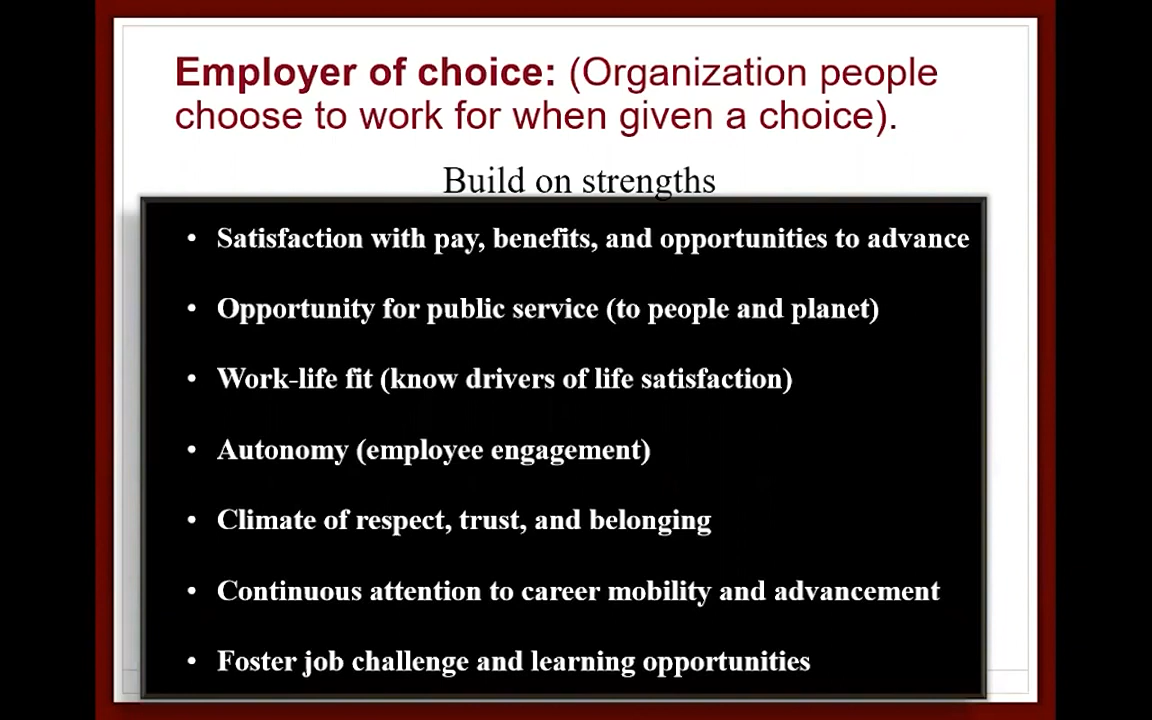 Employer of choice: (Organization people
choose to work for when given a choice).
Build on strengths
• Satisfaction with pay, benefits, and opportunities to advance
• Opportunity for public service (to people and planet)
• Work-life fit (know drivers of life satisfaction)
• Autonomy (employee engagement)
• Climate of respect, trust, and belonging
• Continuous attention to career mobility and advancement
• Foster job challenge and learning opportunities